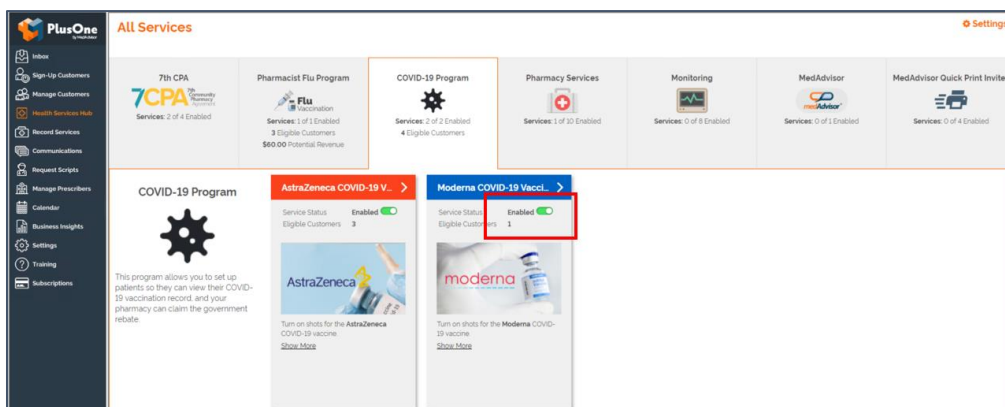 PlusOne
by MedAdvisor
All Services
Settings
Inbox
Sign-Up Customers
Manage Customers
Health Services Hub
Record Services
Communications
Request Scripts
Manage Prescribers
Calendar
Business Insights
Settings
Training
Subscriptions
7th CPA
7CPA 7th Community Pharmacy Agreement
Services: 2 of 4 Enabled
Pharmacist Flu Program
Flu
Vaccination
Services: 1 of 1 Enabled
3 Eligible Customers
$60.00 Potential Revenue
COVID-19 Program
Services: 2 of 2 Enabled
4 Eligible Customers
Pharmacy Services
Services: 1 of 10 Enabled
Monitoring
Services: 0 of 8 Enabled
MedAdvisor
medAdvisor
Services: 0 of 1 Enabled
MedAdvisor Quick Print Invite
Services: 0 of 4 Enabled
COVID-19 Program
This program allows you to set up
patients so they can view their COVID-
19 vaccination record, and your
pharmacy can claim the government
rebate.
AstraZeneca COVID-19 V...
Service Status Enabled
Eligible Customers 3
AstraZeneca
Turn on shots for the AstraZeneca
COVID-19 vaccine
Show More
Moderna COVID-19 Vacci...
Service Status Enabled
Eligible Customers 1
moderna
Turn on shots for the Moderna COVID-
19 vaccine
Show More